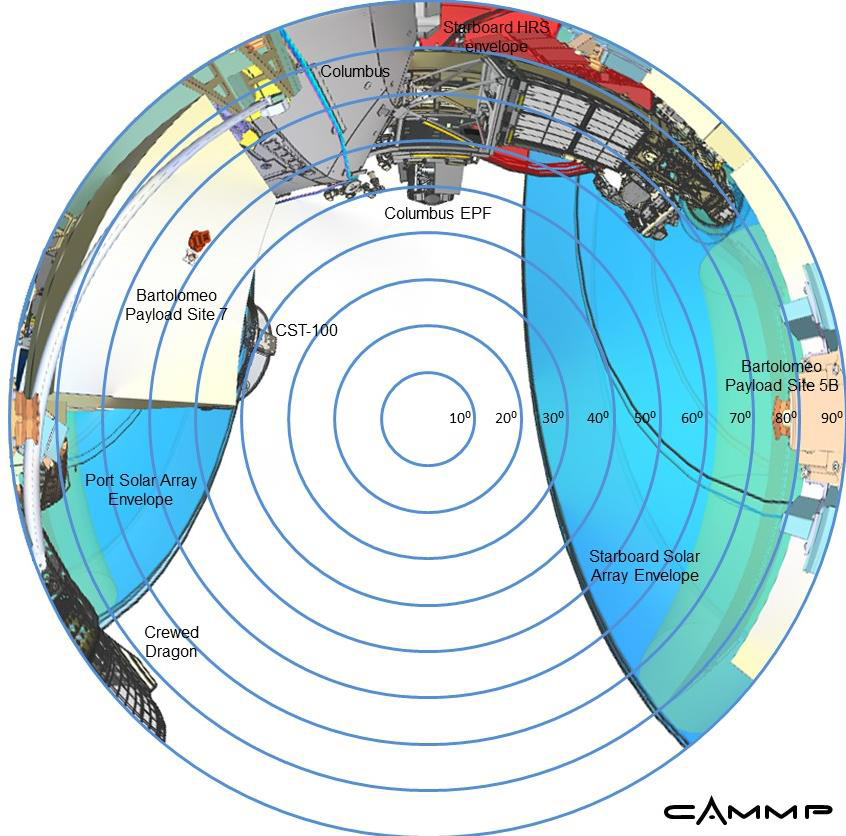 Starboard HRS
envelope
Columbus
Columbus EPF
Bartolomeo
Payload Site 7
CST-100
Bartolomeo
Payload Site 5B
10⁰ 20⁰ 30⁰ 40⁰ 50⁰ 60⁰ 70⁰ 80⁰ 90⁰
Port Solar Array
Envelope
Starboard Solar
Array Envelope
Crewed
Dragon
CAMMP